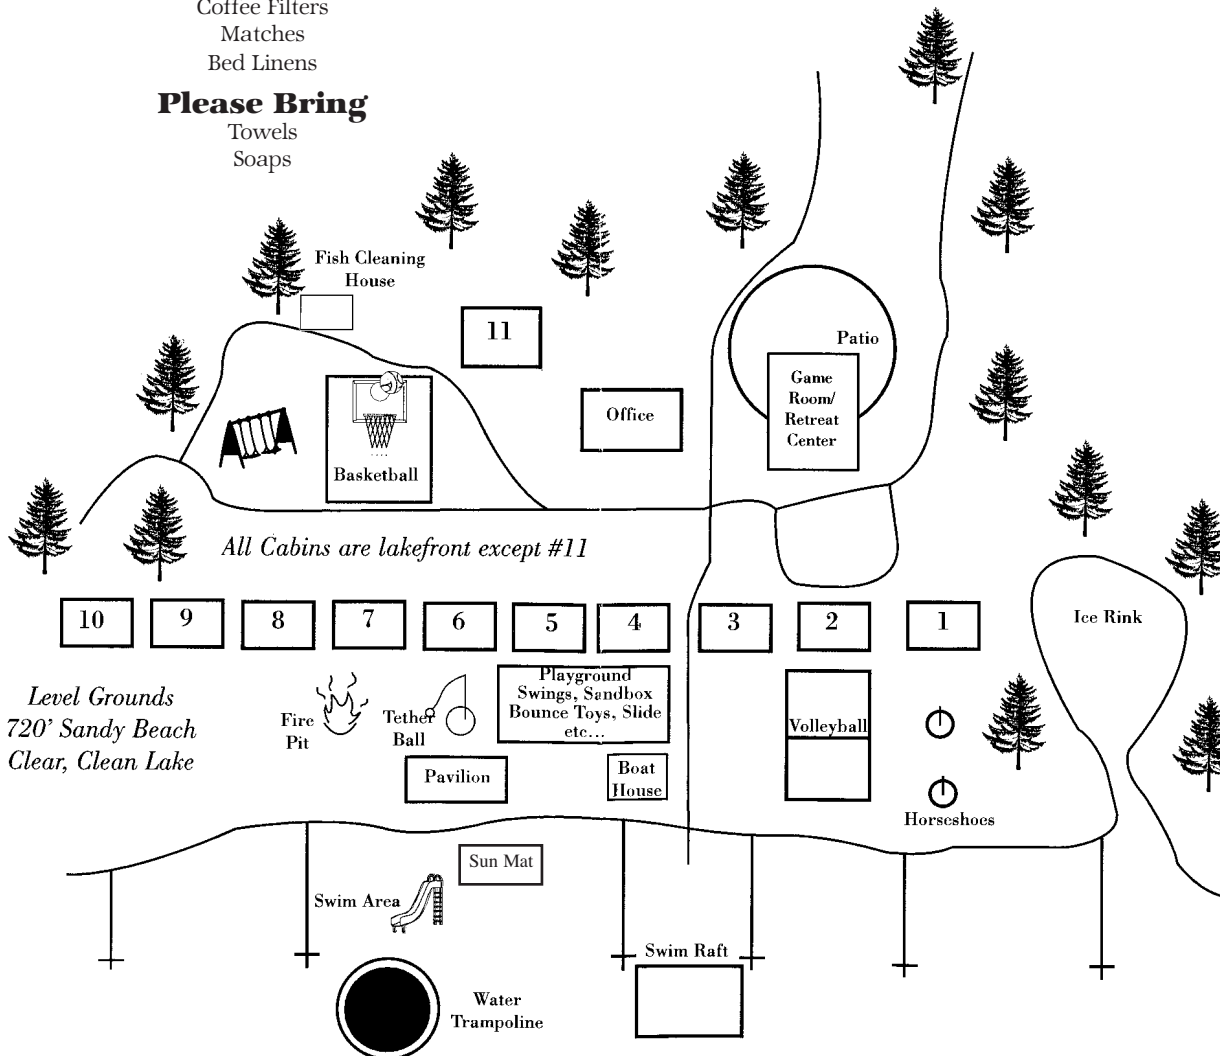 Coffee Filters
Matches
Bed Linens
Please Bring
Towels
Soaps
Fish Cleaning
House
11
Patio
Game
Room/
Retreat
Center
Office
Basketball
All Cabins are lakefront except #11
10
9
8
7
6
5
4
3
2
1
Ice Rink
Level Grounds
720' Sandy Beach
Clear, Clean Lake
Fire
Pit
Tether
Ball
Playground
Swings, Sandbox
Bounce Toys, Slide
etc...
Volleyball
Pavilion
Boat
House
Horseshoes
Sun Mat
Swim Area
Swim Raft
Water
Trampoline